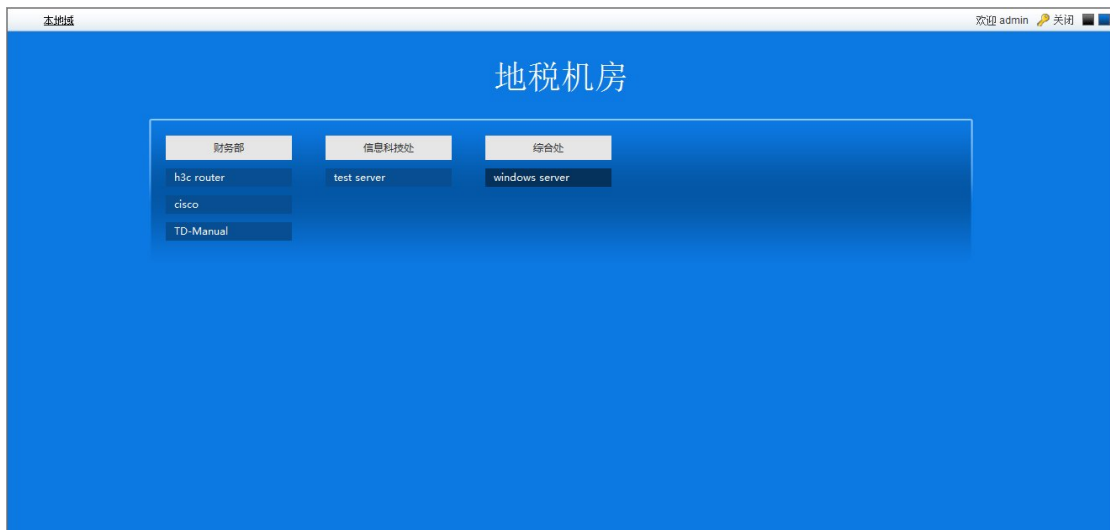 本地域 欢迎 admin 关闭
地税机房
财务部 信息科技处 综合处
h3c router test server windows server
cisco
TD-Manual